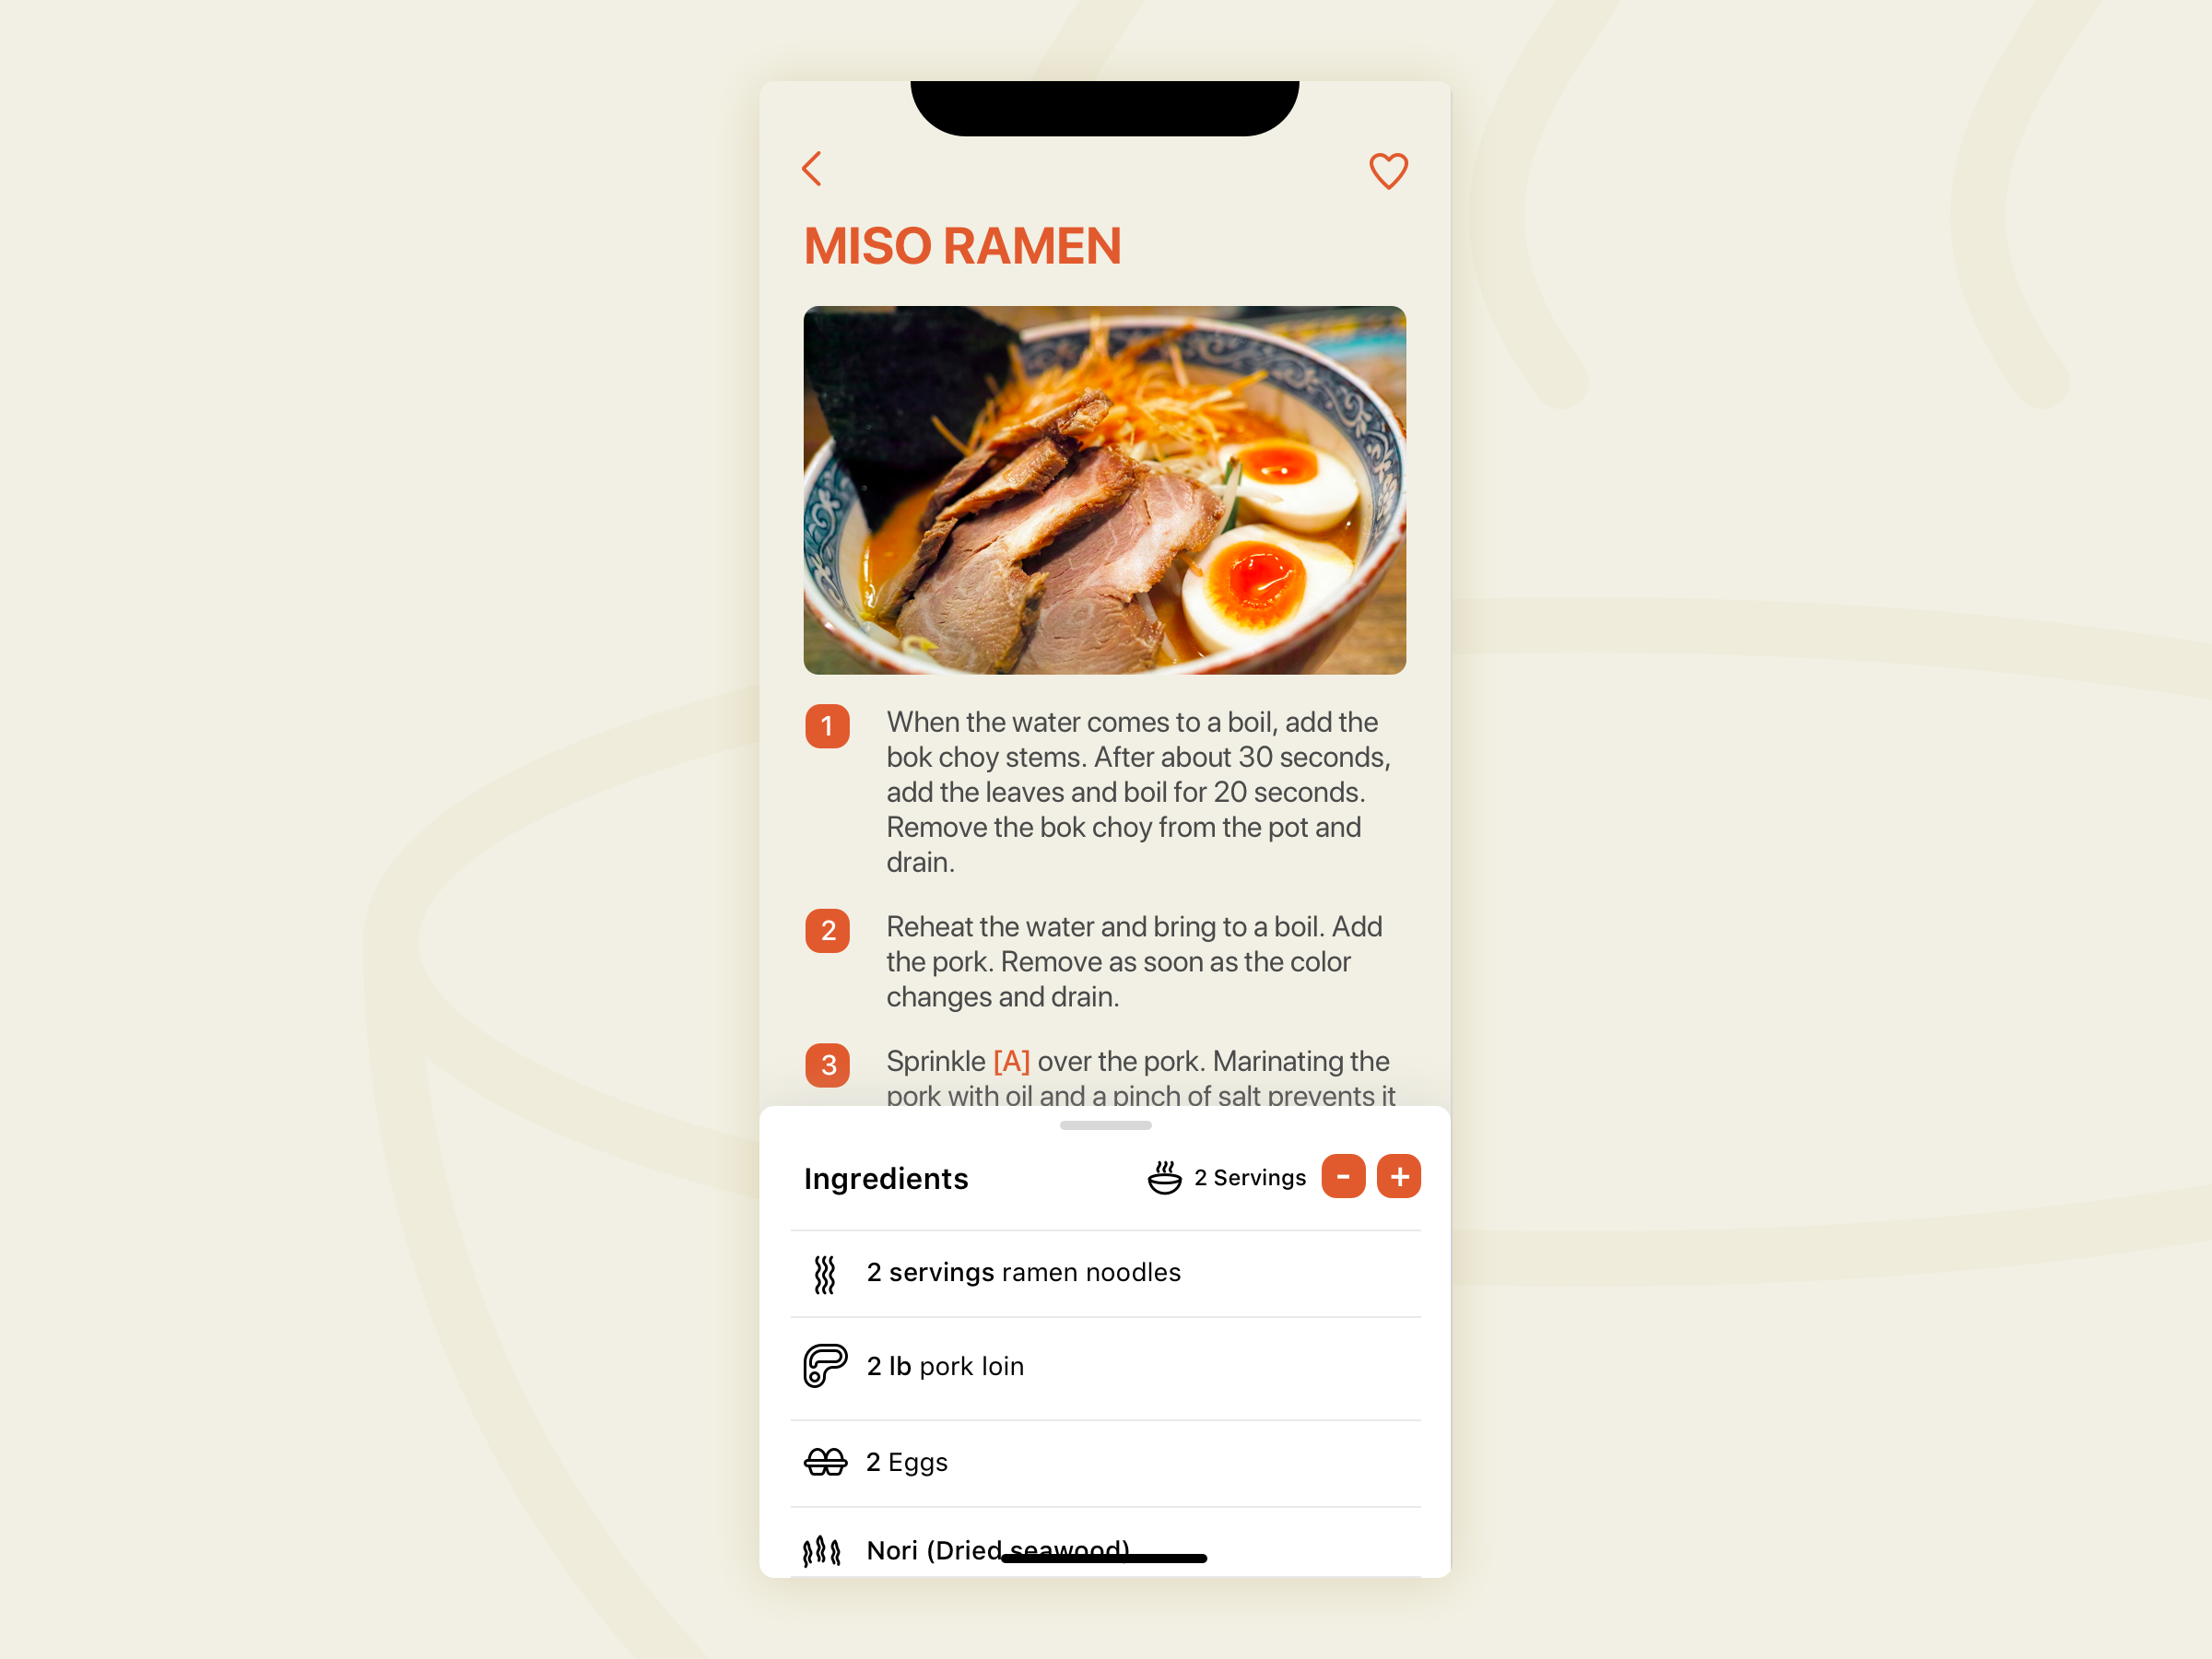 MISO RAMEN
1
When the water comes to a boil, add the
bok choy stems. After about 30 seconds,
add the leaves and boil for 20 seconds.
Remove the bok choy from the pot and
drain.
2
Reheat the water and bring to a boil. Add
the pork. Remove as soon as the color
changes and drain.
3
Sprinkle [A] over the pork. Marinating the
pork with oil and a pinch of salt prevents it
Ingredients
2 Servings - +
2 servings ramen noodles
2 lb pork loin
2 Eggs
Nori (Dried seawood)